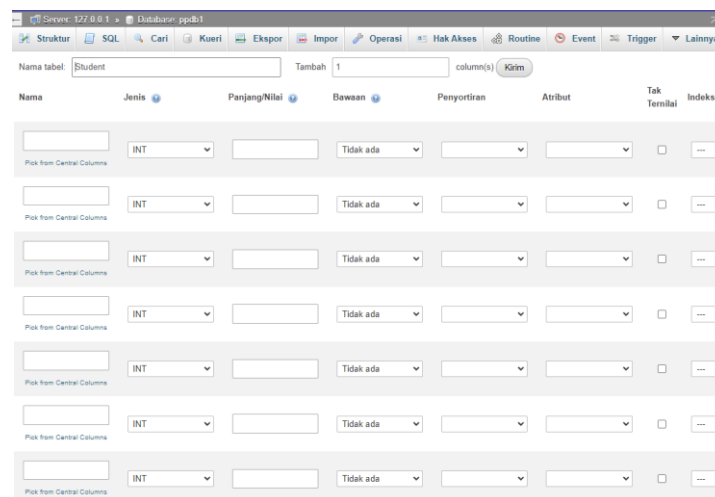 Server: 127.0.0.1 » Database: ppdb1
Struktur SQL Cari Kueri Ekspor Impor Operasi Hak Akses Routine Event Trigger Lainnya
Nama tabel: Student Tambah 1 column(s) Kirim
Nama Jenis Panjang/Nilai Bawaan Penyortiran Atribut Tak Ternilai Indeks
INT Tidak ada ---
Pick from Central Columns
INT Tidak ada ---
Pick from Central Columns
INT Tidak ada ---
Pick from Central Columns
INT Tidak ada ---
Pick from Central Columns
INT Tidak ada ---
Pick from Central Columns
INT Tidak ada ---
Pick from Central Columns
INT Tidak ada ---
Pick from Central Columns